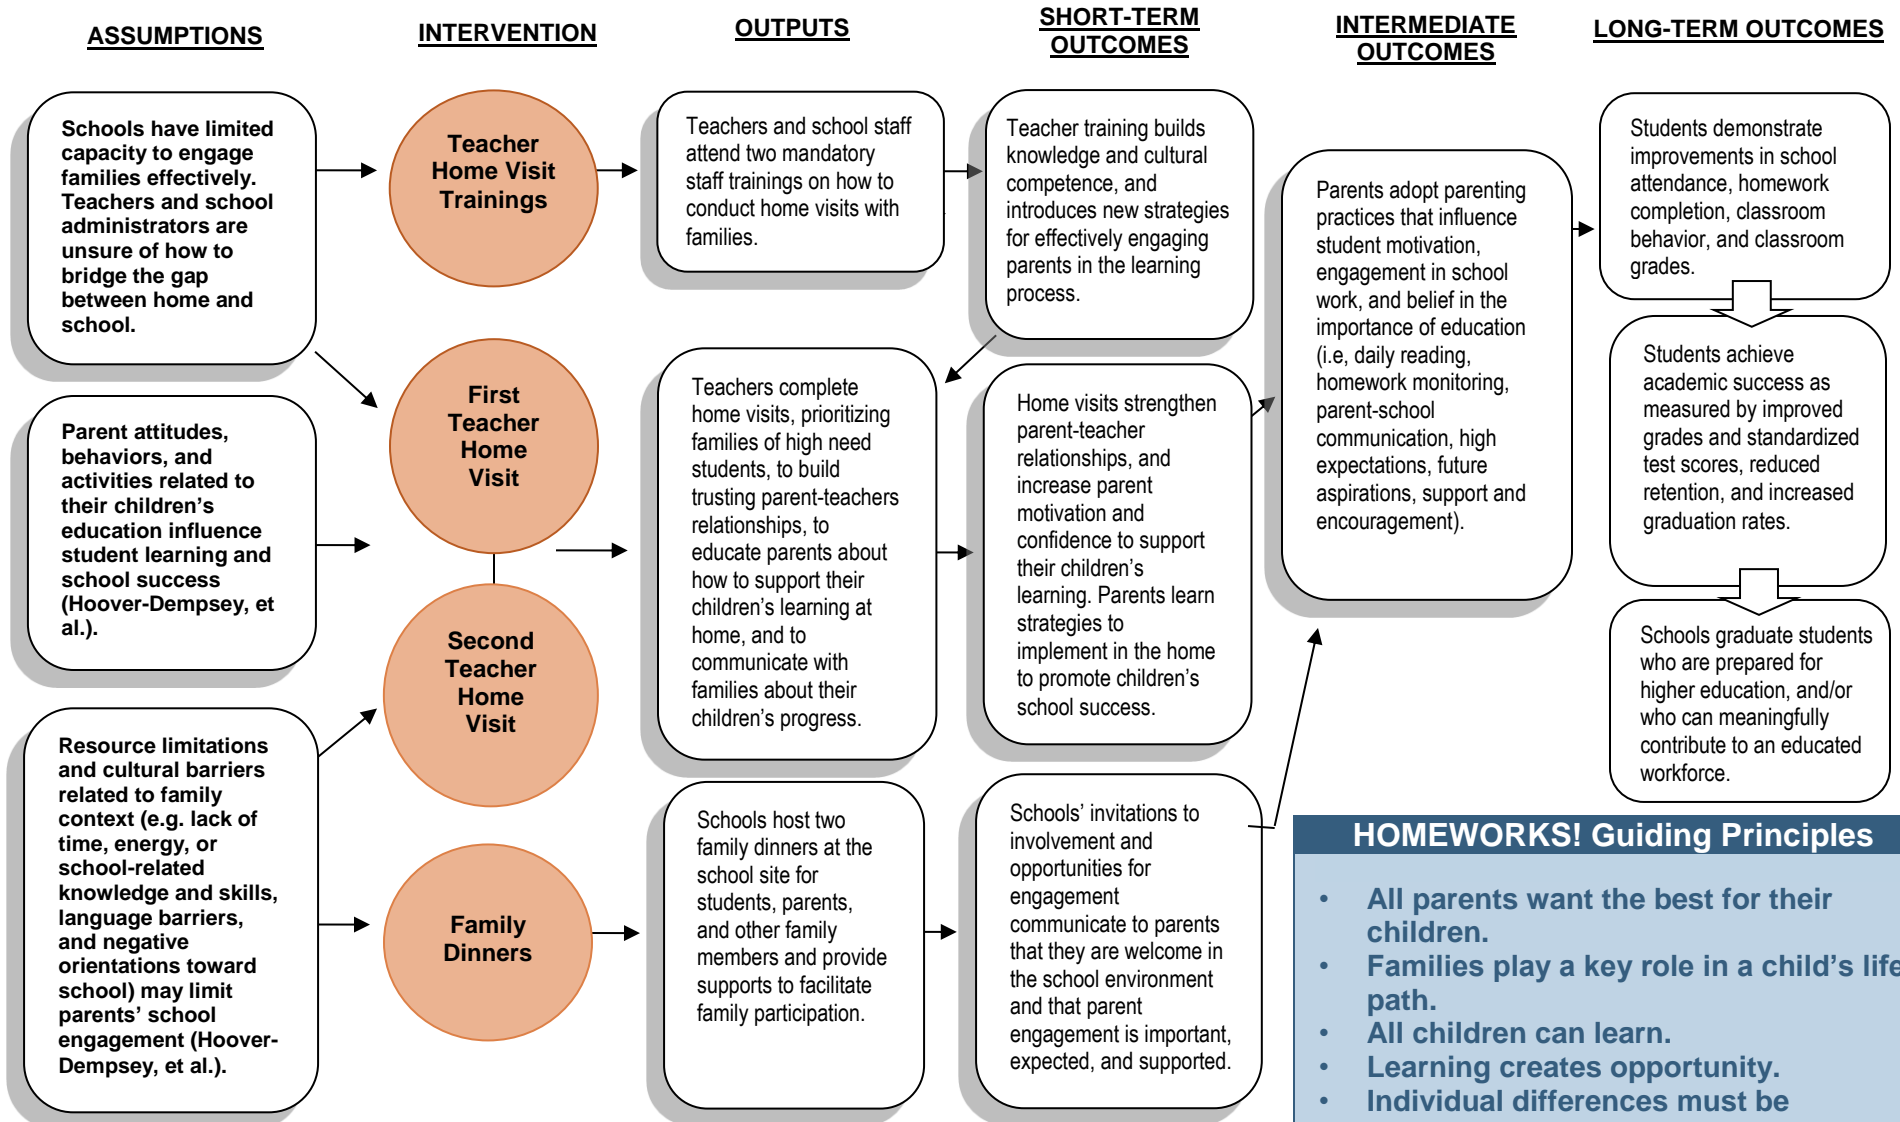 ASSUMPTIONS
INTERVENTION
OUTPUTS
SHORT-TERM
OUTCOMES
INTERMEDIATE
OUTCOMES
LONG-TERM OUTCOMES
Schools have limited
capacity to engage
families effectively.
Teachers and school
administrators are
unsure of how to
bridge the gap
between home and
school.
Parent attitudes,
behaviors, and
activities related to
their children’s
education influence
student learning and
school success
(Hoover-Dempsey, et
al.).
Resource limitations
and cultural barriers
related to family
context (e.g. lack of
time, energy, or
school-related
knowledge and skills,
language barriers,
and negative
orientations toward
school) may limit
parents’ school
engagement (Hoover-
Dempsey, et al.).
Teacher
Home Visit
Trainings
First
Teacher
Home
Visit
Second
Teacher
Home
Visit
Family
Dinners
Teachers and school staff
attend two mandatory
staff trainings on how to
conduct home visits with
families.
Teachers complete
home visits, prioritizing
families of high need
students, to build
trusting parent-teachers
relationships, to
educate parents about
how to support their
children’s learning at
home, and to
communicate with
families about their
children’s progress.
Schools host two
family dinners at the
school site for
students, parents,
and other family
members and provide
supports to facilitate
family participation.
Teacher training builds
knowledge and cultural
competence, and
introduces new strategies
for effectively engaging
parents in the learning
process.
Home visits strengthen
parent-teacher
relationships, and
increase parent
motivation and
confidence to support
their children’s
learning. Parents learn
strategies to
implement in the home
to promote children’s
school success.
Schools’ invitations to
involvement and
opportunities for
engagement
communicate to parents
that they are welcome in
the school environment
and that parent
engagement is important,
expected, and supported.
Parents adopt parenting
practices that influence
student motivation,
engagement in school
work, and belief in the
importance of education
(i.e, daily reading,
homework monitoring,
parent-school
communication, high
expectations, future
aspirations, support and
encouragement).
Students demonstrate
improvements in school
attendance, homework
completion, classroom
behavior, and classroom
grades.
Students achieve
academic success as
measured by improved
grades and standardized
test scores, reduced
retention, and increased
graduation rates.
Schools graduate students
who are prepared for
higher education, and/or
who can meaningfully
contribute to an educated
workforce.
HOMEWORKS! Guiding Principles
• All parents want the best for their
children.
• Families play a key role in a child’s life
path.
• All children can learn.
• Learning creates opportunity.
• Individual differences must be